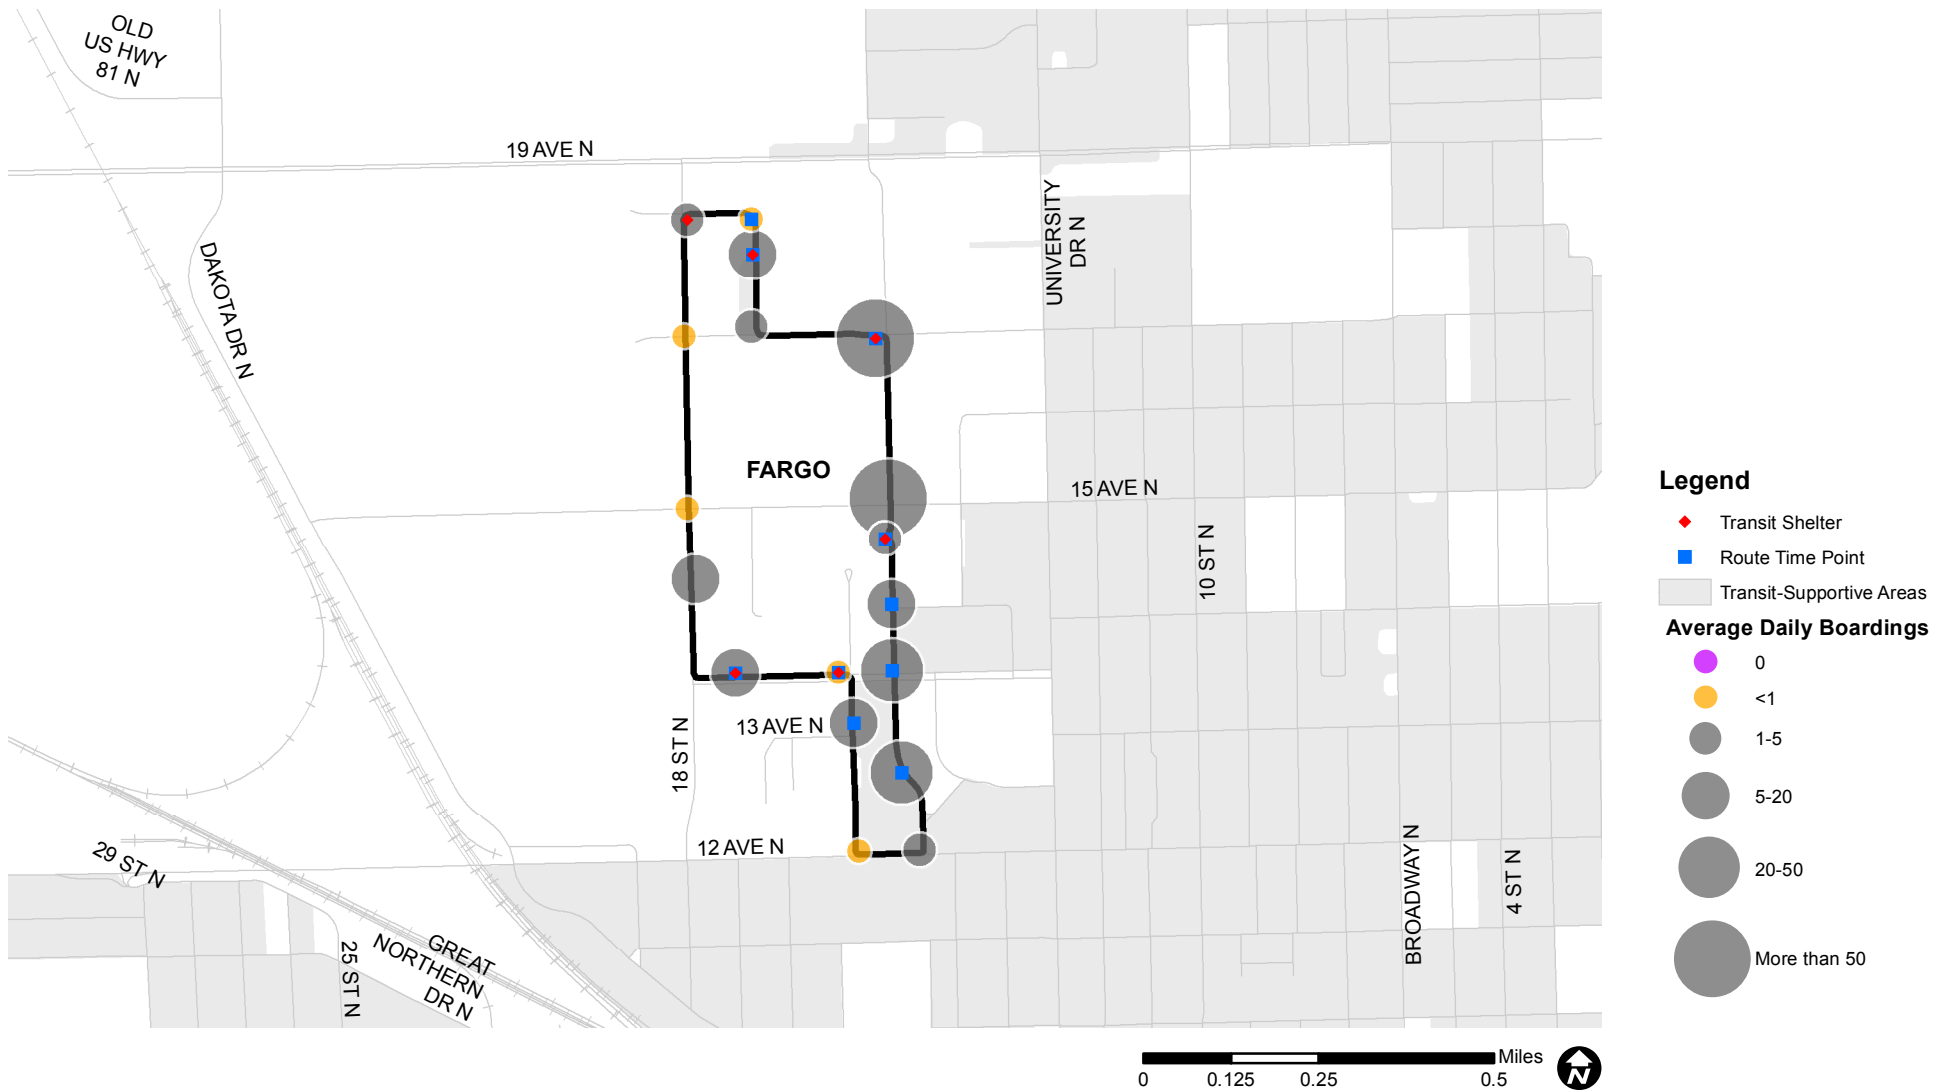 OLD
US HWY
81 N
19 AVE N
UNIVERSITY
DR N
DAKOTA DR N
FARGO
15 AVE N
10 ST N
13 AVE N
18 ST N
12 AVE N
29 ST N
25 ST N
GREAT
NORTHERN
DR N
BROADWAY N
4 ST N
Legend
Transit Shelter
Route Time Point
Transit-Supportive Areas
Average Daily Boardings
0
<1
1-5
5-20
20-50
More than 50
Miles
0 0.125 0.25 0.5
N